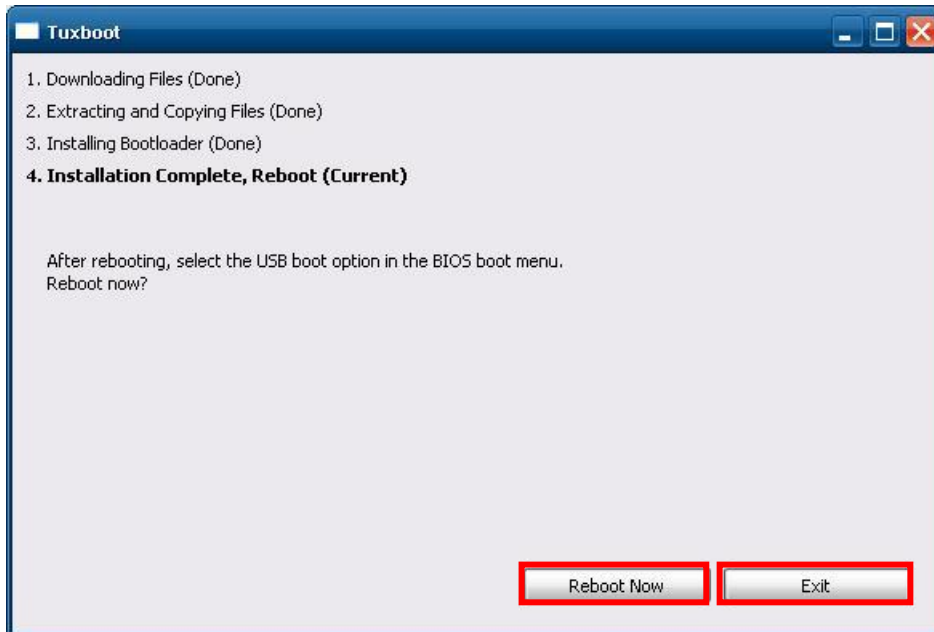 Tuxboot
1. Downloading Files (Done)
2. Extracting and Copying Files (Done)
3. Installing Bootloader (Done)
4. Installation Complete, Reboot (Current)
After rebooting, select the USB boot option in the BIOS boot menu.
Reboot now?
Reboot Now
Exit